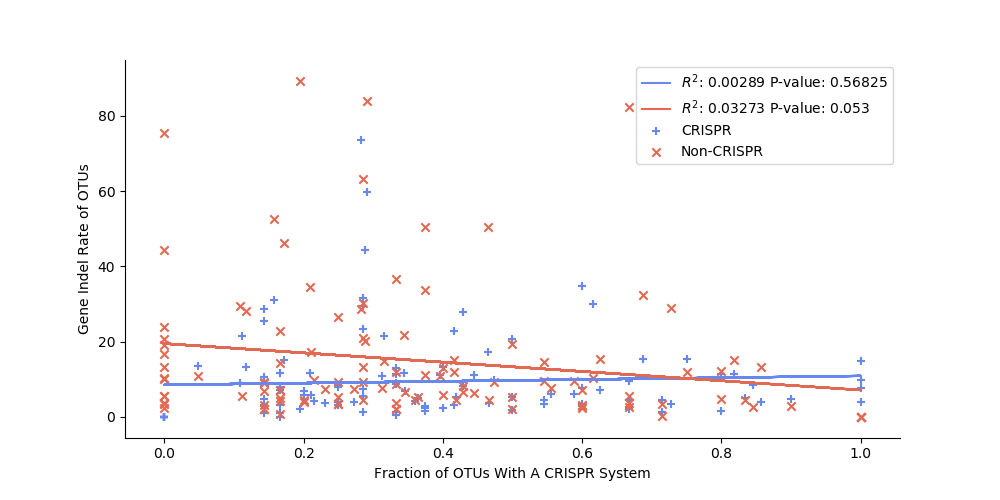 R²: 0.00289 P-value: 0.56825
R²: 0.03273 P-value: 0.053
CRISPR
Non-CRISPR
Gene Indel Rate of OTUs
80
60
40
20
0
0.0 0.2 0.4 0.6 0.8 1.0
Fraction of OTUs With A CRISPR System